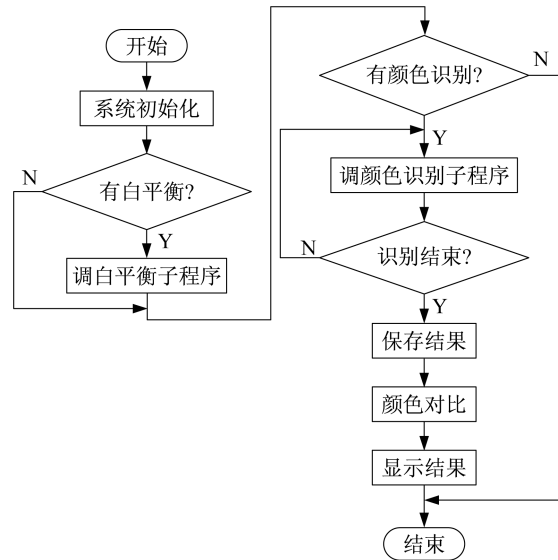 开始
系统初始化
有白平衡?
N
Y
调白平衡子程序
有颜色识别?
N
Y
调颜色识别子程序
识别结束?
N
Y
保存结果
颜色对比
显示结果
结束